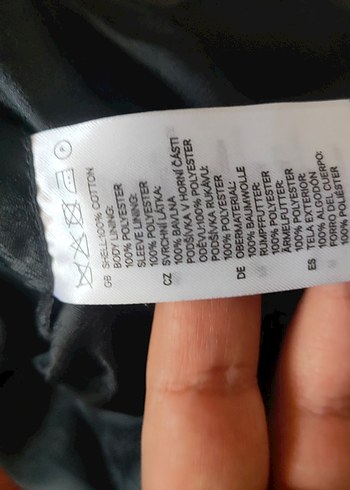 GB SHELL:100% COTTON
BODY LINING:
100% POLYESTER
SLEEVE LINING:
100% POLYESTER
CZ SVRCHNÍ LÁTKA:
100% BAVLNA
PODŠÍVKA V HORNÍ ČÁSTI
ODĚVU:100% POLYESTER
PODŠÍVKA RUKÁVU:
100% POLYESTER
DE OBERMATERIAL:
100% BAUMWOLLE
RUMPFFUTTER:
100% POLYESTER
ÄRMELFUTTER:
100% POLYESTER
ES TELA EXTERIOR:
100% ALGODÓN
FORRO DEL CUERPO:
100% POLIÉSTER